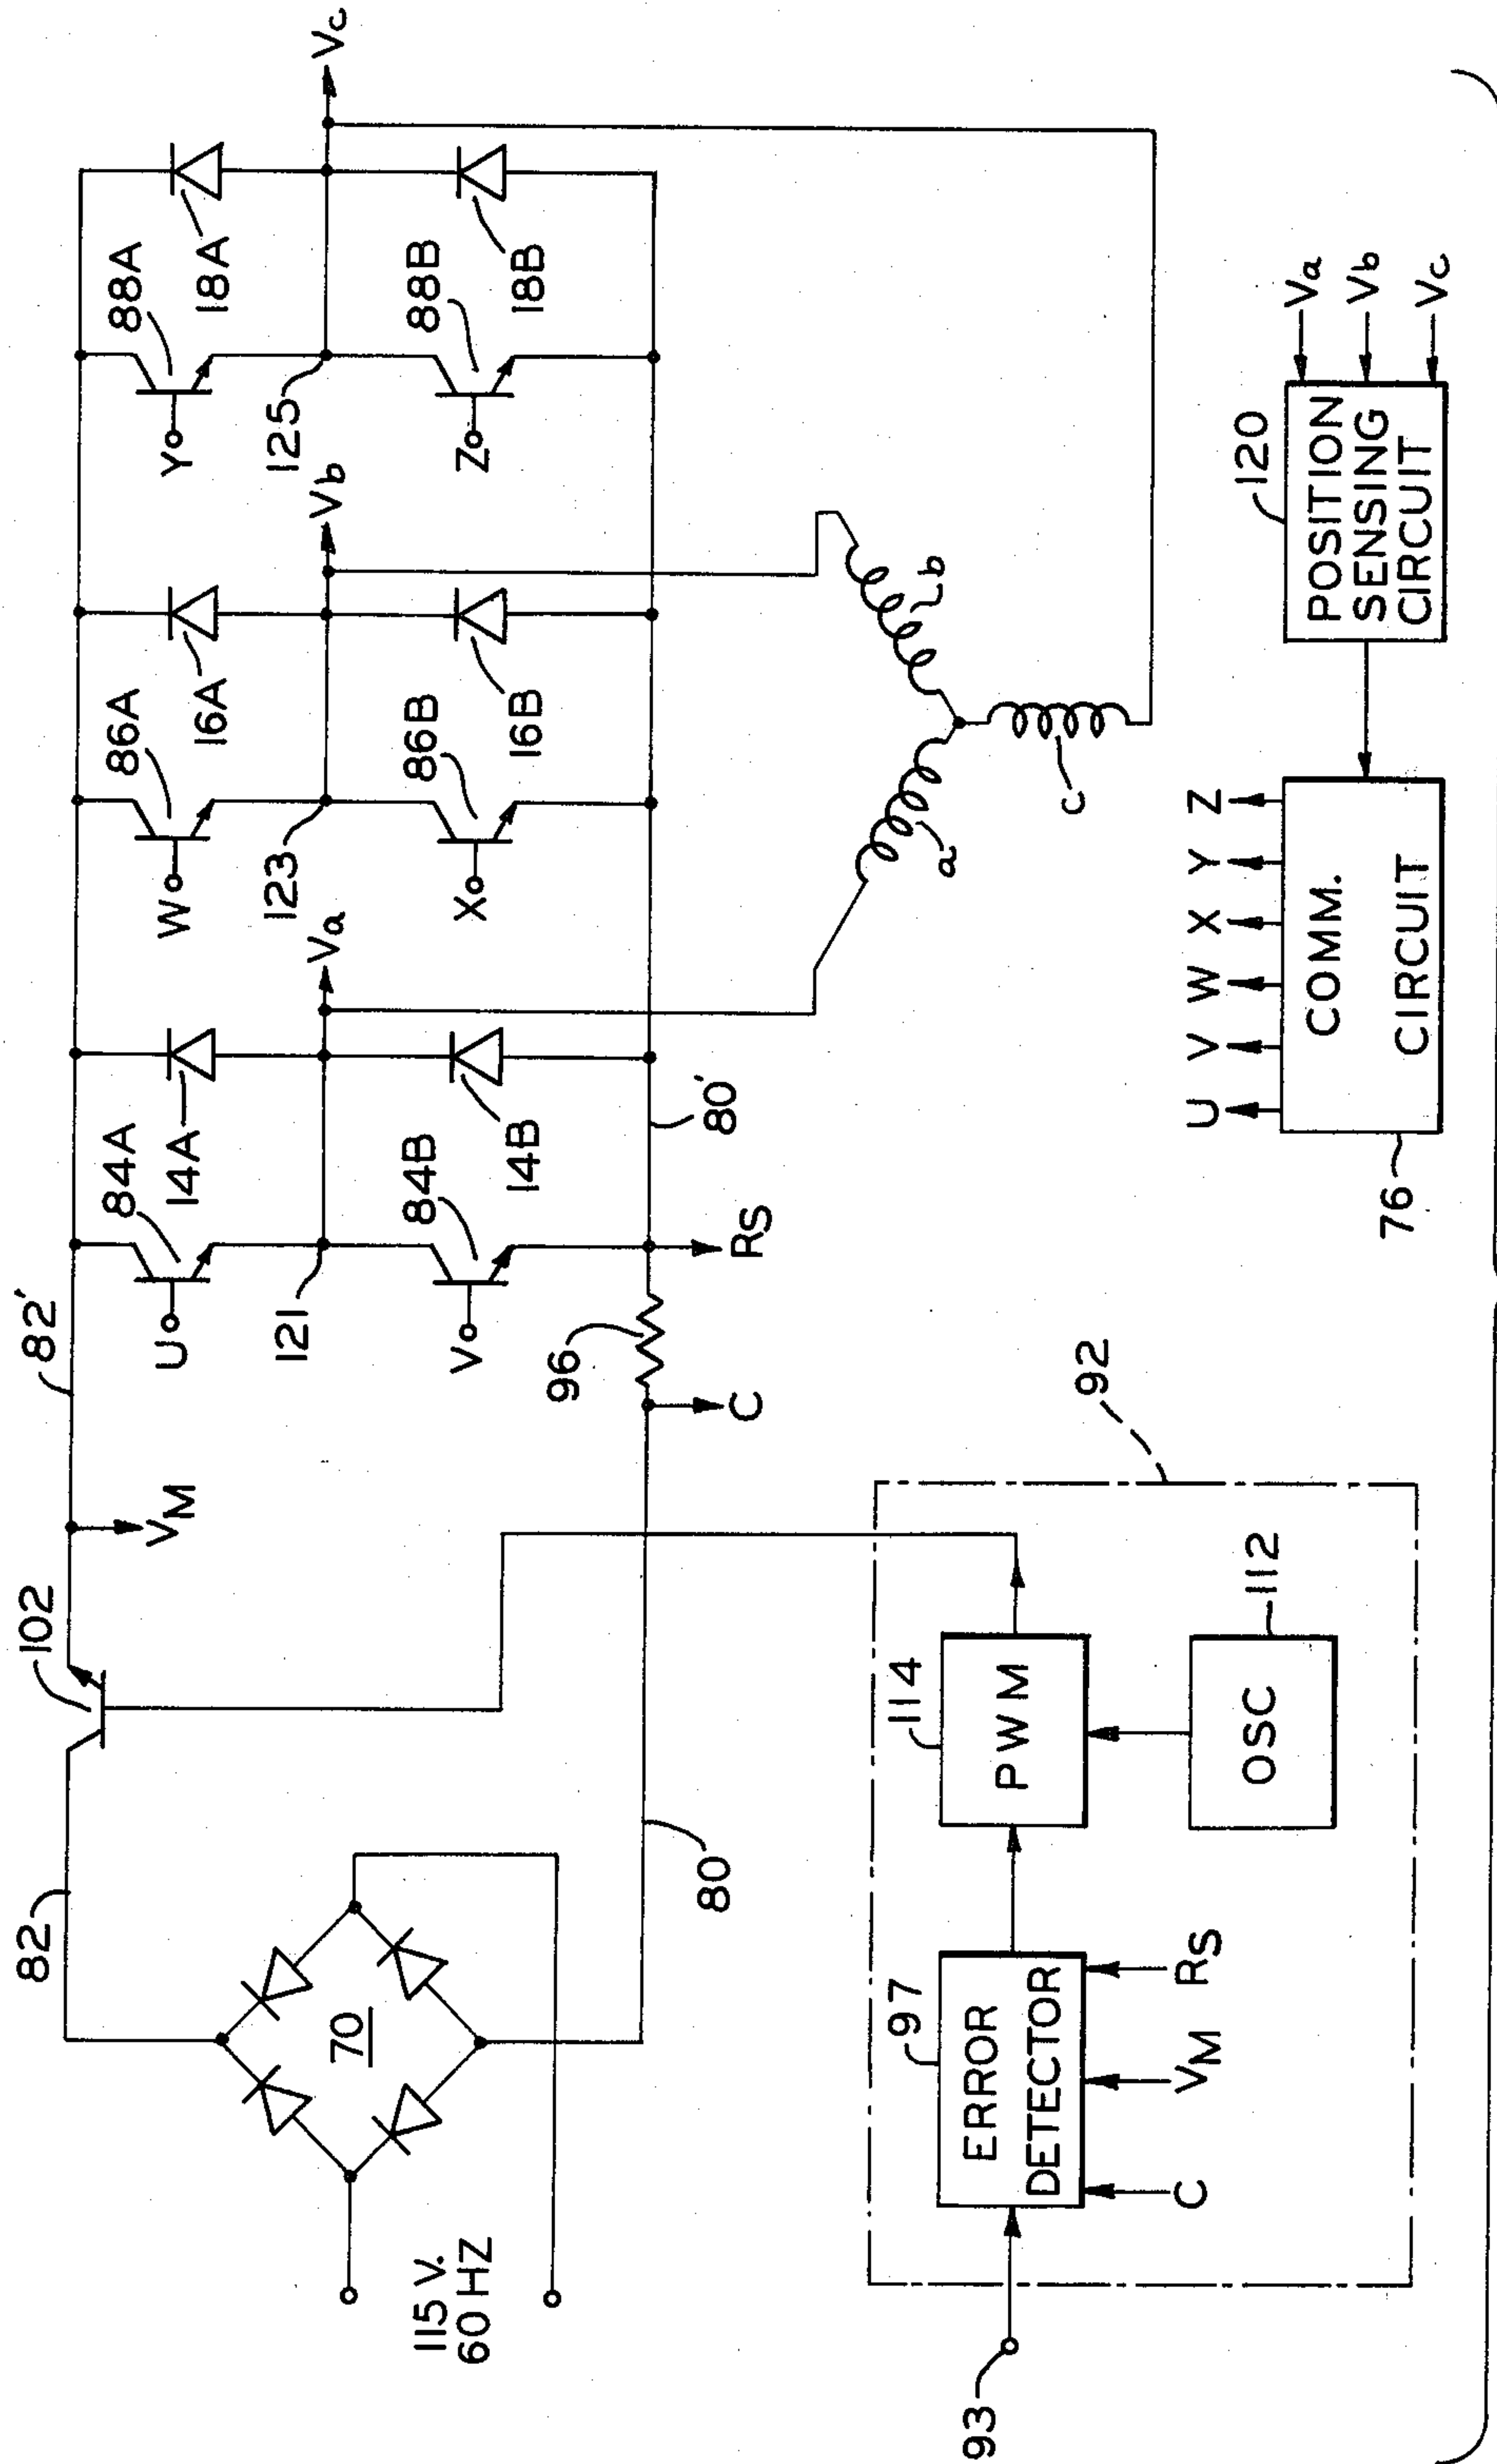 82
102
VM
82'
U
84A
14A
121
Va
V
84B
14B
W
86A
16A
123
Vb
X
86B
16B
Y
88A
18A
125
Vc
Z
88B
18B
70
115 V.
60 HZ
80
96
C
RS
80'
a
b
c
92
93
97
ERROR
DETECTOR
C
VM
RS
114
PWM
112
OSC
U
V
W
X
Y
Z
76
COMM.
CIRCUIT
120
POSITION
SENSING
CIRCUIT
Va
Vb
Vc